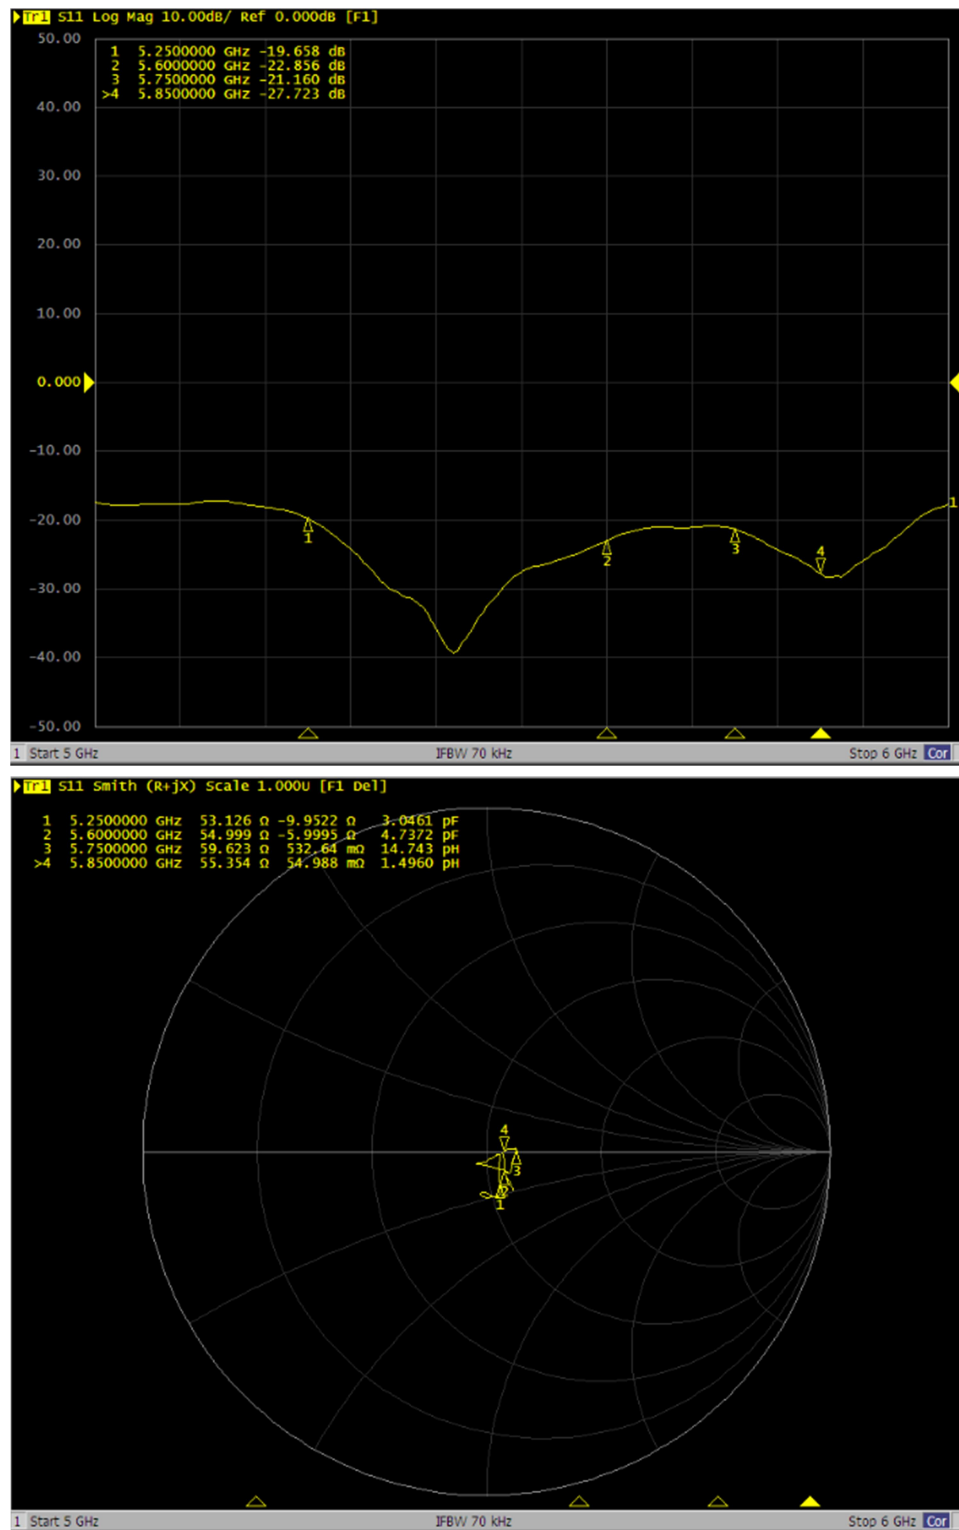 Tr1 S11 Log Mag 10.00dB/ Ref 0.000dB [F1]
50.00
1 5.2500000 GHz -19.658 dB
2 5.6000000 GHz -22.856 dB
3 5.7500000 GHz -21.160 dB
>4 5.8500000 GHz -27.723 dB
40.00
30.00
20.00
10.00
0.000
-10.00
-20.00
-30.00
-40.00
-50.00
1
2
3
4
1
1 Start 5 GHz IFBW 70 kHz Stop 6 GHz Cor
Tr1 S11 Smith (R+jX) Scale 1.000U [F1 Del]
1 5.2500000 GHz 53.126 Ω -9.9522 Ω 3.0461 pF
2 5.6000000 GHz 54.999 Ω -5.9995 Ω 4.7372 pF
3 5.7500000 GHz 59.623 Ω 532.64 mΩ 14.743 pH
>4 5.8500000 GHz 55.354 Ω 54.988 mΩ 1.4960 pH
4
3
2
1
1 Start 5 GHz IFBW 70 kHz Stop 6 GHz Cor